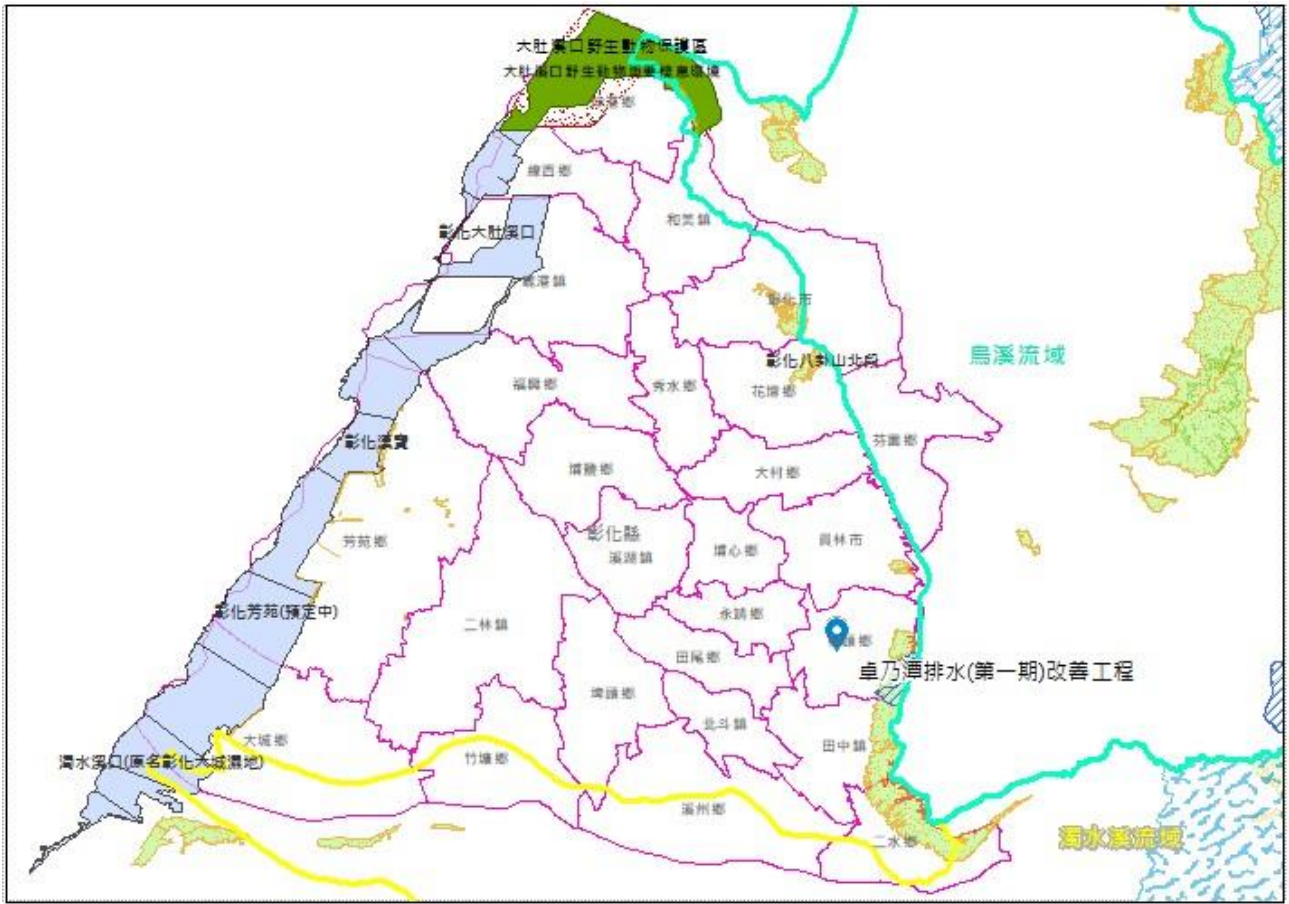 大肚溪口野生動物保護區
大肚溪口野生動物重要棲息環境
線西鄉
和美鎮
彰化大肚溪口
鹿港鎮
彰化市
烏溪流域
彰化八卦山北段
福興鄉
秀水鄉
花壇鄉
芬園鄉
彰化漢寶
埔鹽鄉
大村鄉
彰化縣
芳苑鄉
溪湖鎮
埔心鄉
員林市
彰化芳苑(預定中)
二林鎮
永靖鄉
田尾鄉
卓乃潭排水(第一期)改善工程
埤頭鄉
北斗鎮
田中鎮
大城鄉
濁水溪口(原名彰化大城濕地)
竹塘鄉
溪州鄉
二水鄉
濁水溪流域